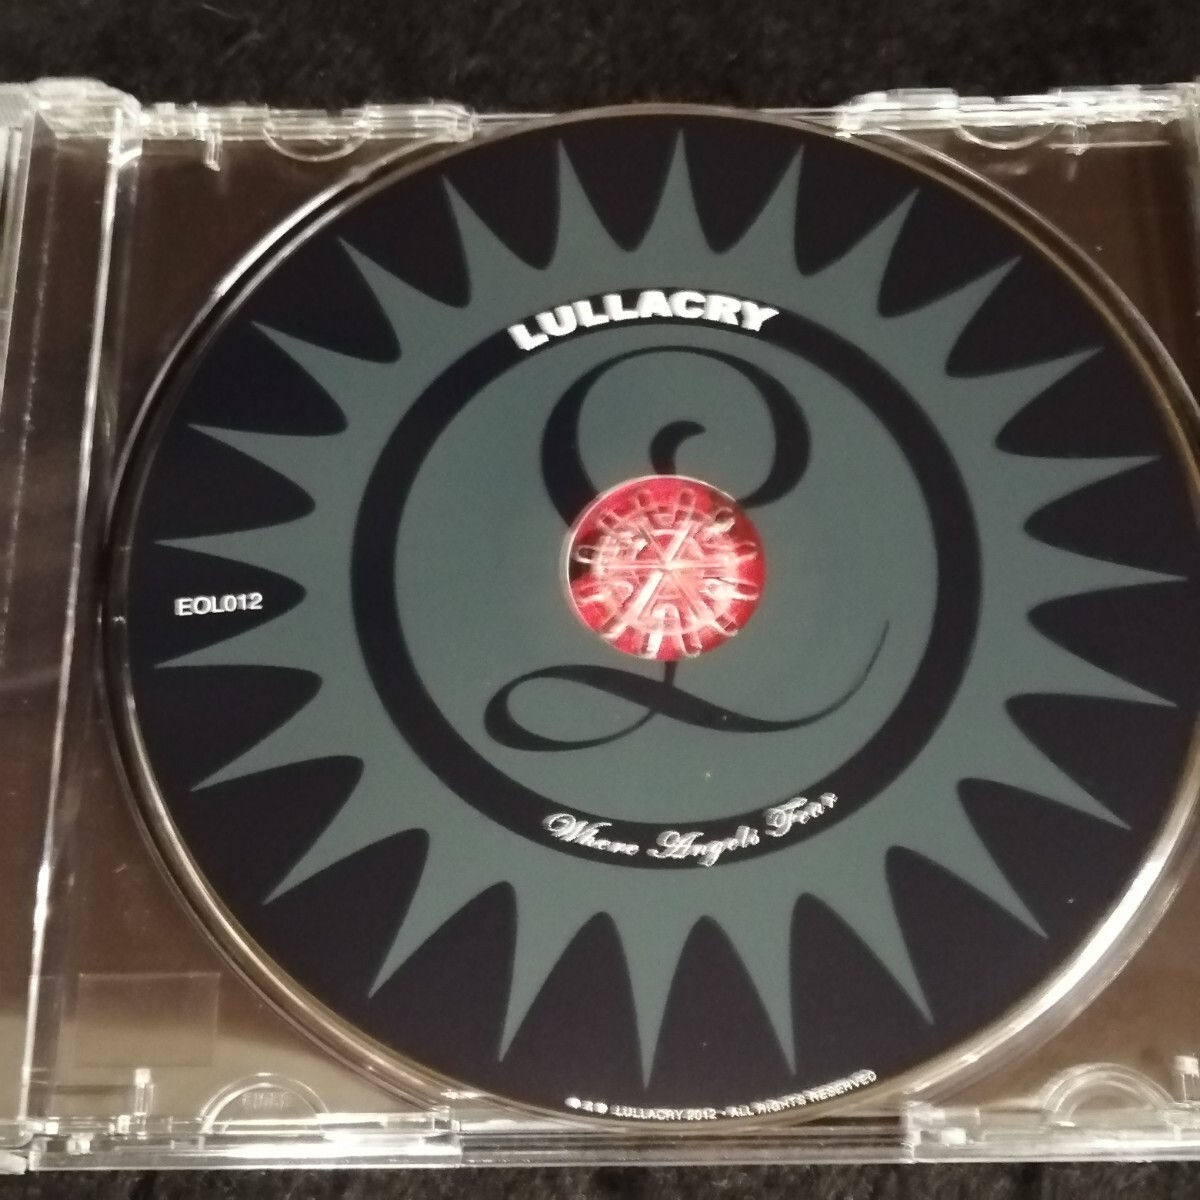 LULLACRY
EOL012
Where Angels Fear
LULLACRY 2012 • ALL RIGHTS RESERVED